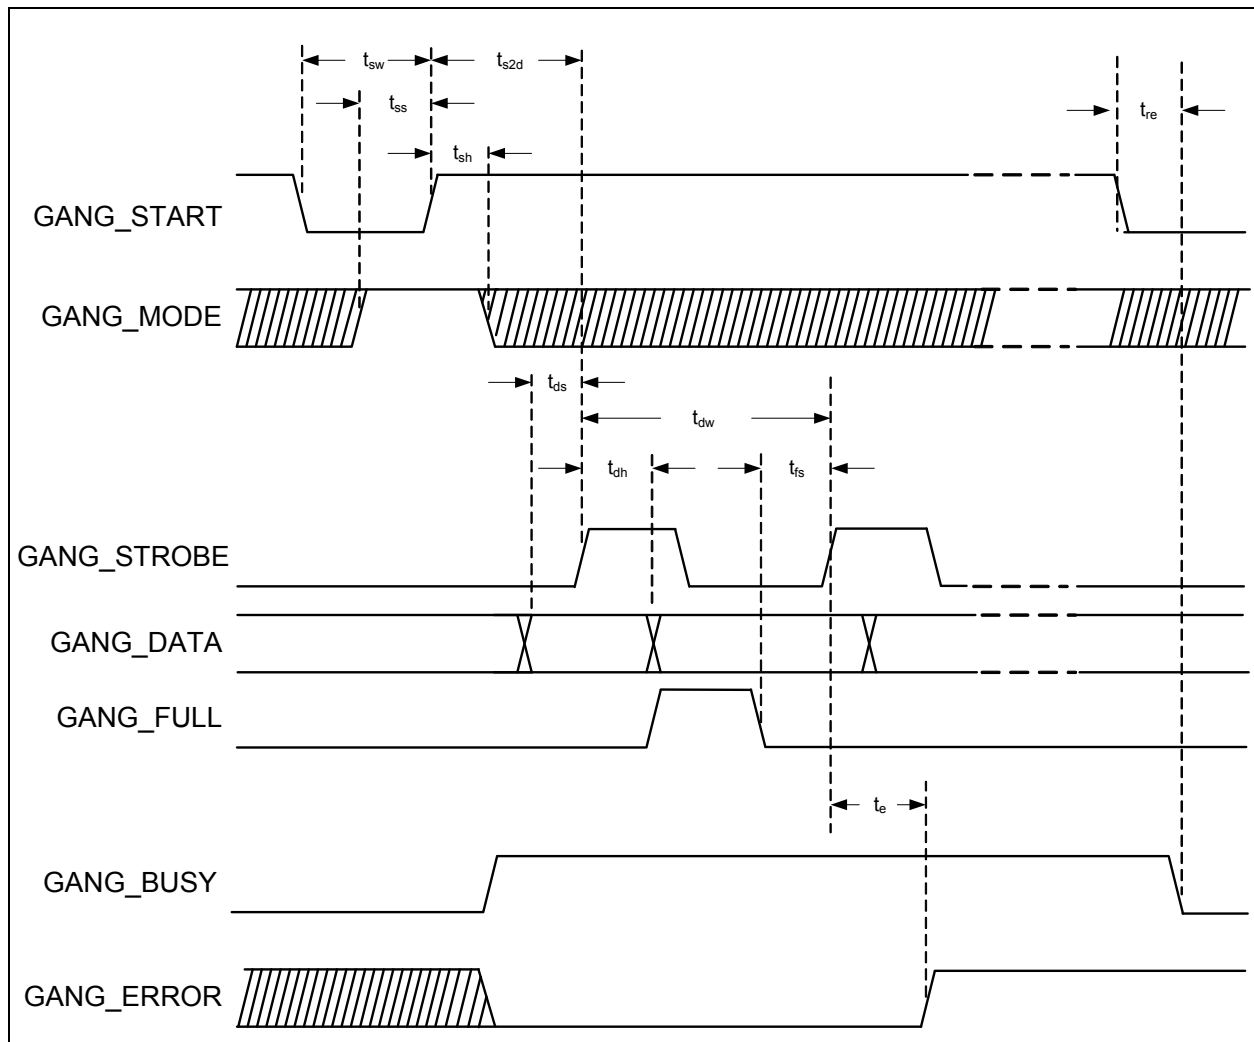 tsw
ts2d
tss
tre
tsh
GANG_START
GANG_MODE
tds
tdw
tdh
tfs
GANG_STROBE
GANG_DATA
GANG_FULL
te
GANG_BUSY
GANG_ERROR